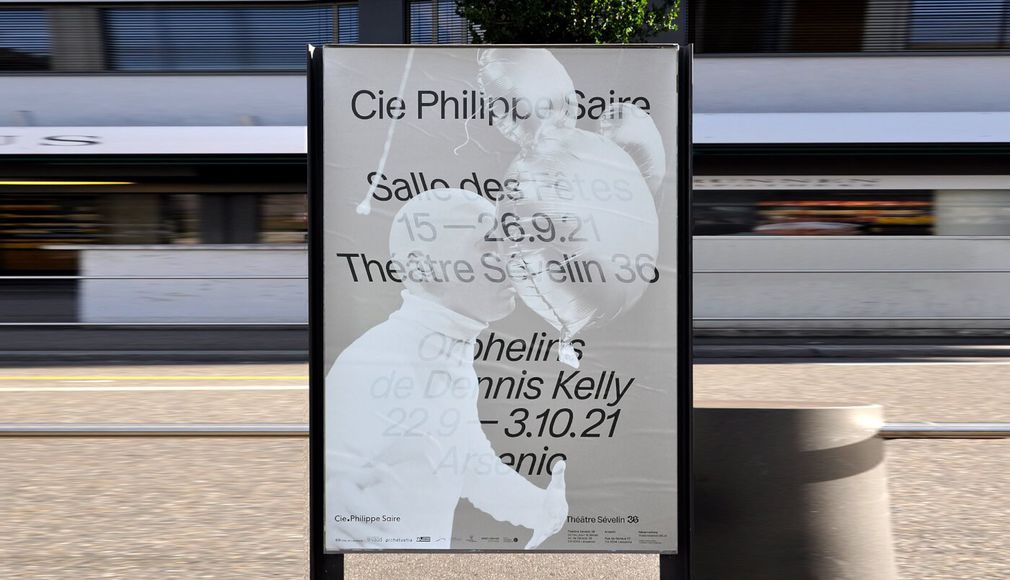 Cie Philippe Saire
Salle des Fêtes
15 — 26.9.21
Théâtre Sévelin 36
Orphelins
de Dennis Kelly
22.9 — 3.10.21
Arsenic
Cie.Philippe Saire
Théâtre Sévelin 36